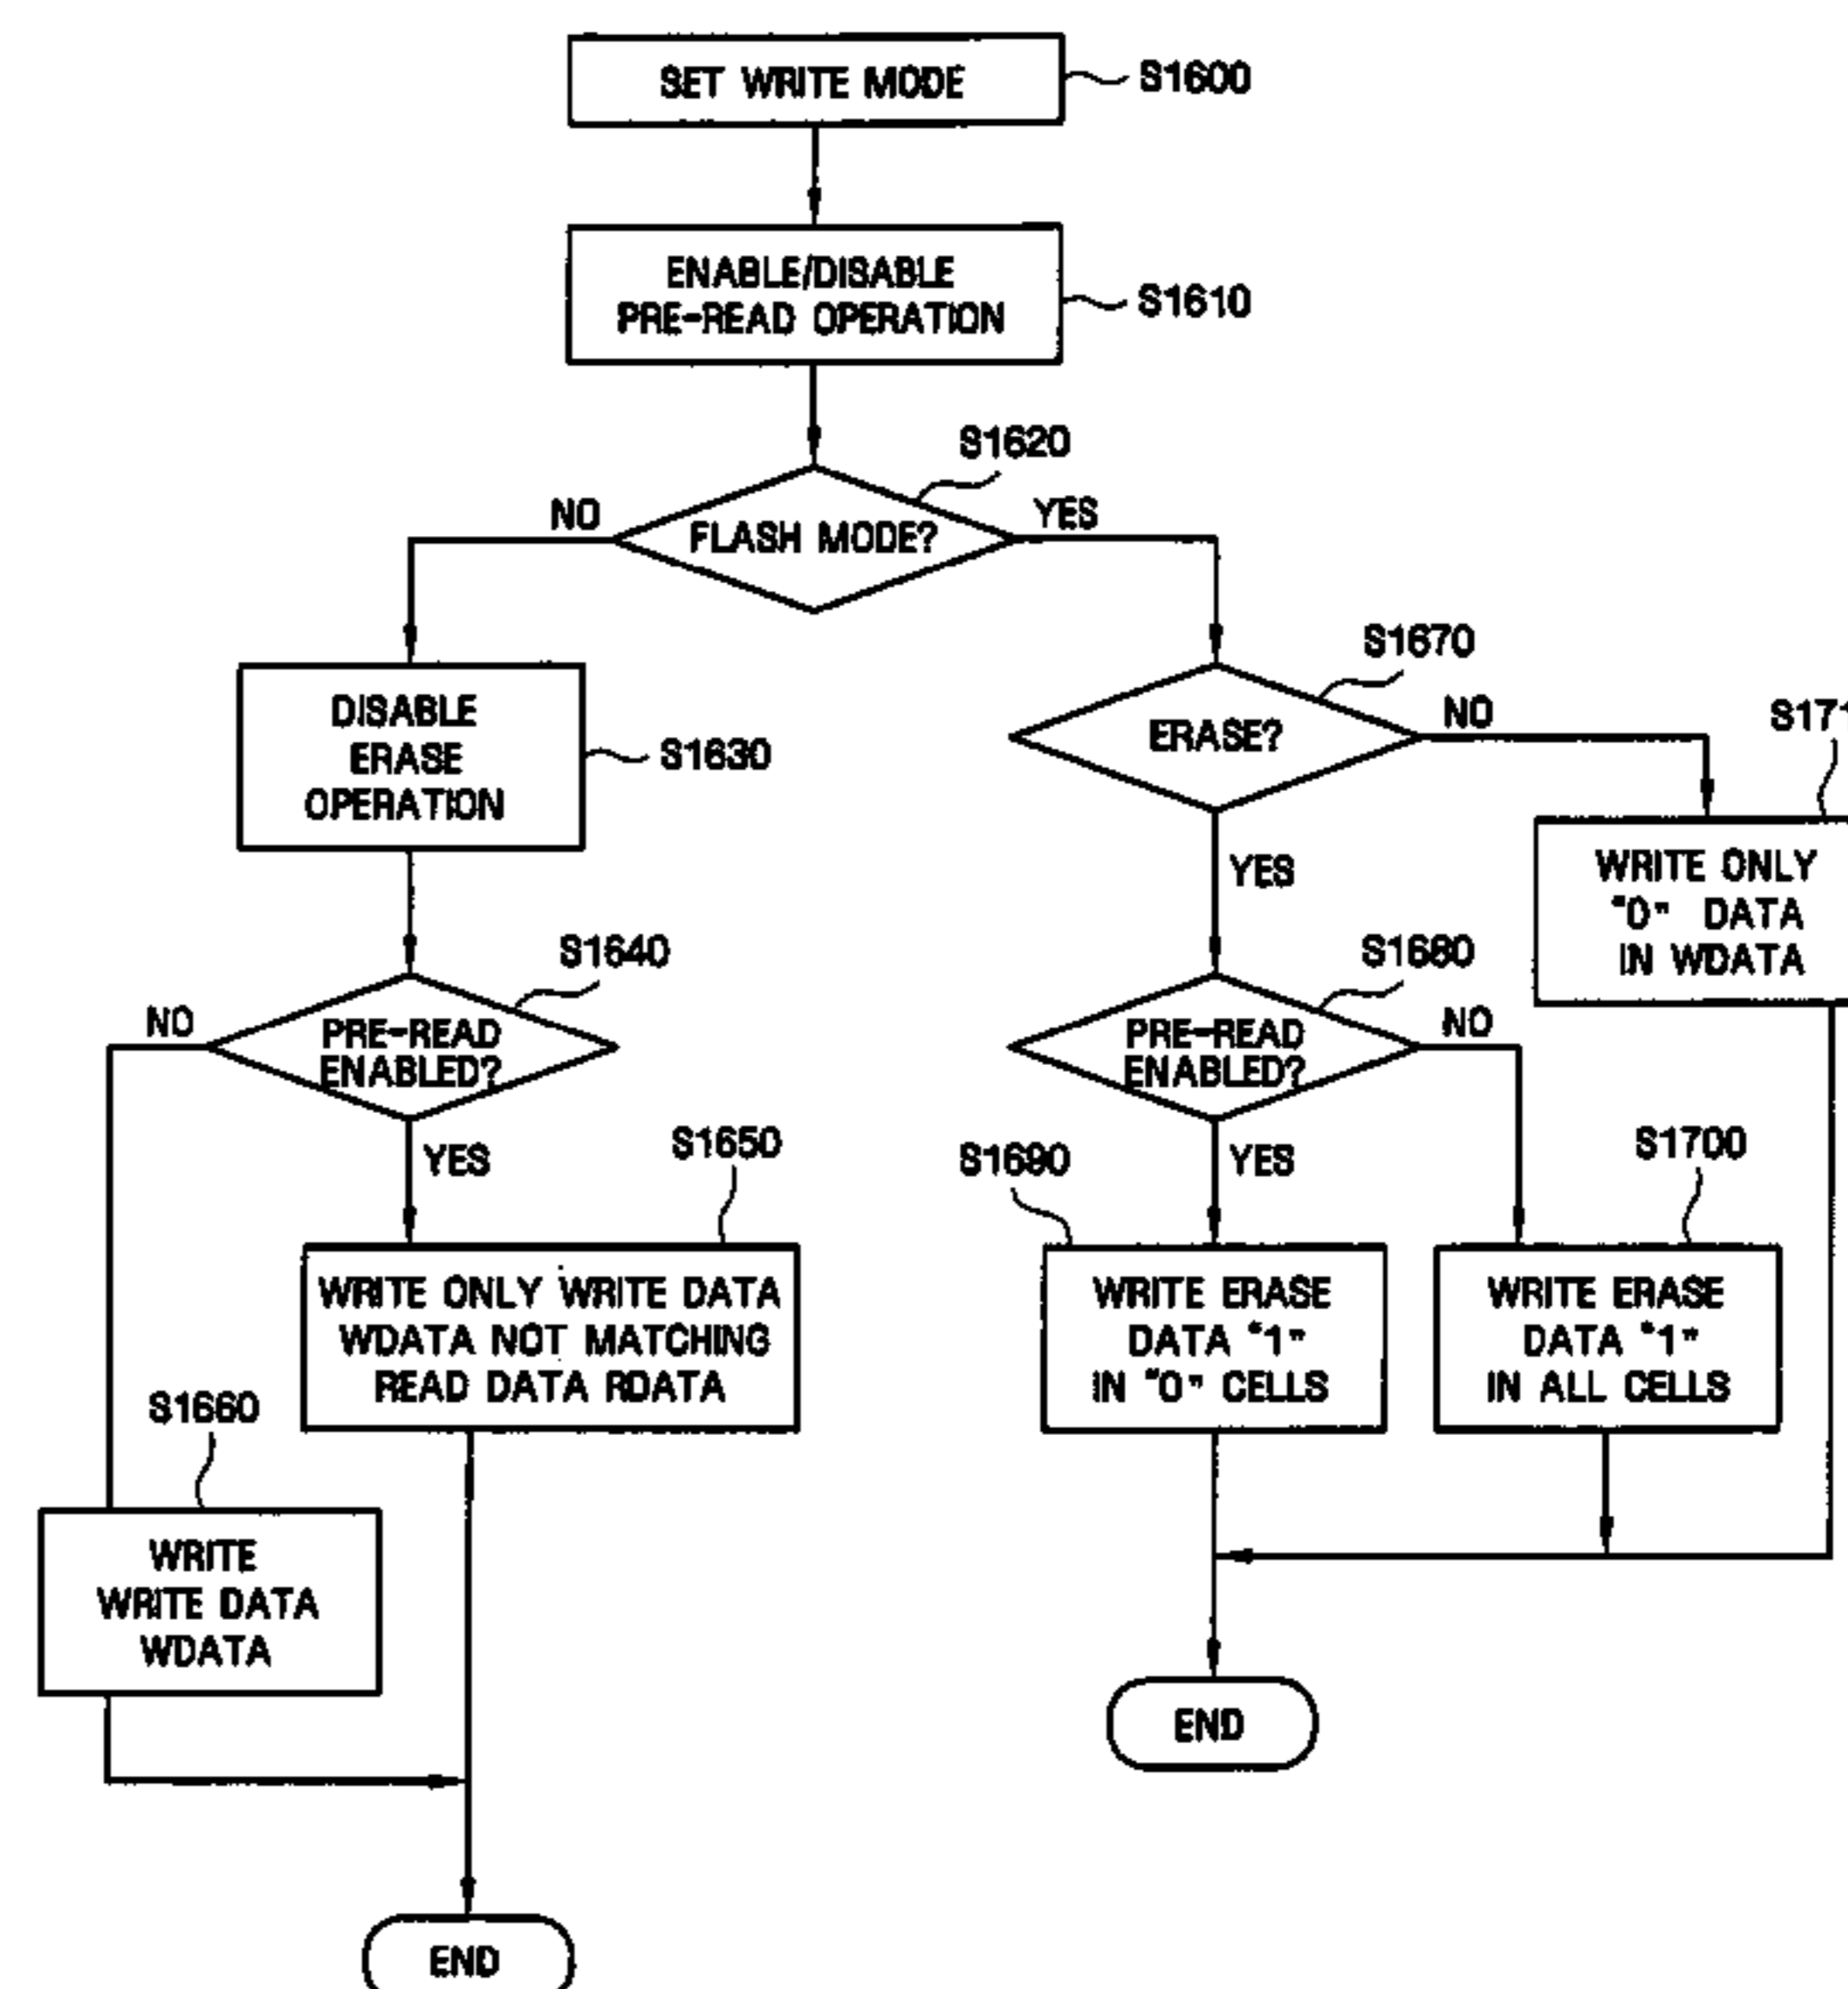 SET WRITE MODE
S1600
ENABLE/DISABLE
PRE-READ OPERATION
S1610
S1620
NO
FLASH MODE?
YES
S1670
DISABLE
ERASE
OPERATION
S1630
ERASE?
NO
S171
YES
WRITE ONLY
"0" DATA
IN WDATA
S1640
NO
PRE-READ
ENABLED?
YES
S1680
PRE-READ
ENABLED?
NO
YES
S1650
WRITE ONLY WRITE DATA
WDATA NOT MATCHING
READ DATA RDATA
S1690
WRITE ERASE
DATA "1"
IN "0" CELLS
S1700
WRITE ERASE
DATA "1"
IN ALL CELLS
S1660
WRITE
WRITE DATA
WDATA
END
END